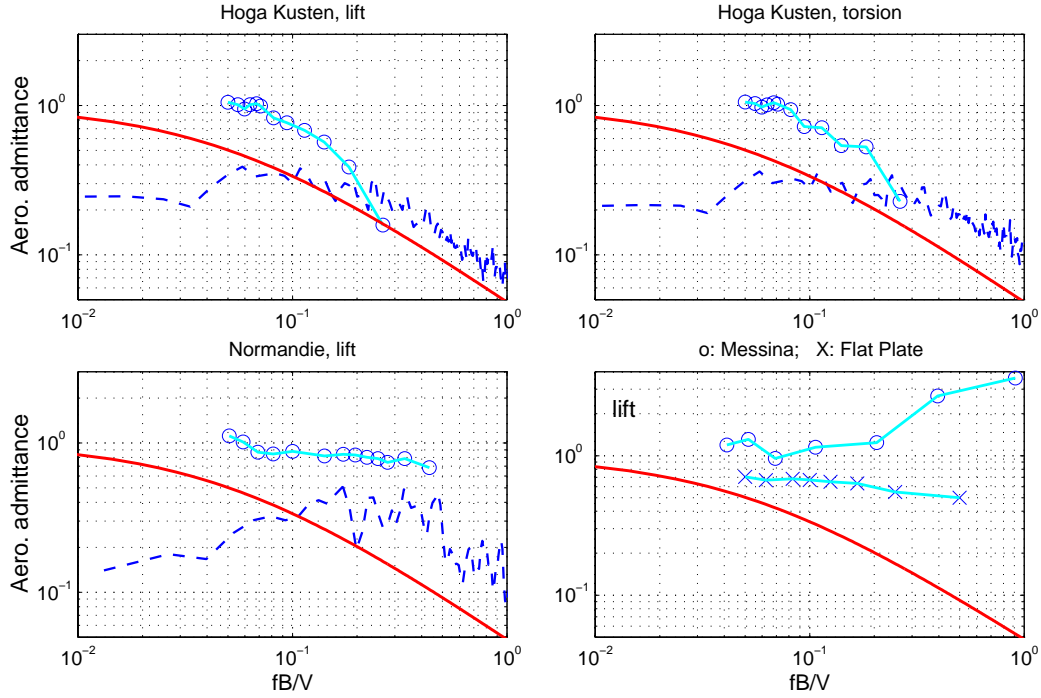 Hoga Kusten, lift
Hoga Kusten, torsion
Aero. admittance
10^0
10^-1
10^-2
10^-1
10^0
10^0
10^-1
10^-2
10^-1
10^0
Normandie, lift
o: Messina; X: Flat Plate
Aero. admittance
10^0
10^-1
10^-2
10^-1
10^0
fB/V
lift
10^0
10^-1
10^-2
10^-1
10^0
fB/V